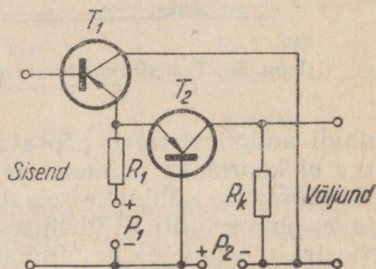 T₁
T₂
Sisend
R₁
Rₖ
Väljund
+
P₁
-
+ P₂ -